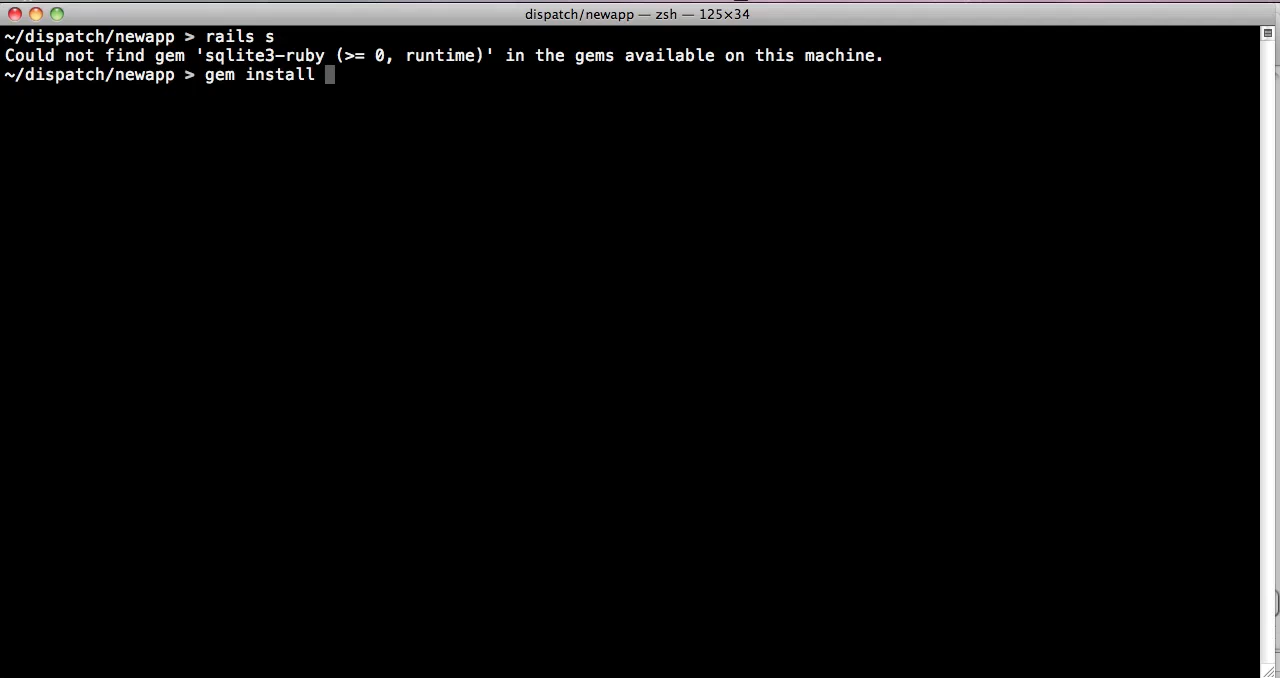 dispatch/newapp — zsh — 125×34
~/dispatch/newapp > rails s
Could not find gem 'sqlite3-ruby (>= 0, runtime)' in the gems available on this machine.
~/dispatch/newapp > gem install